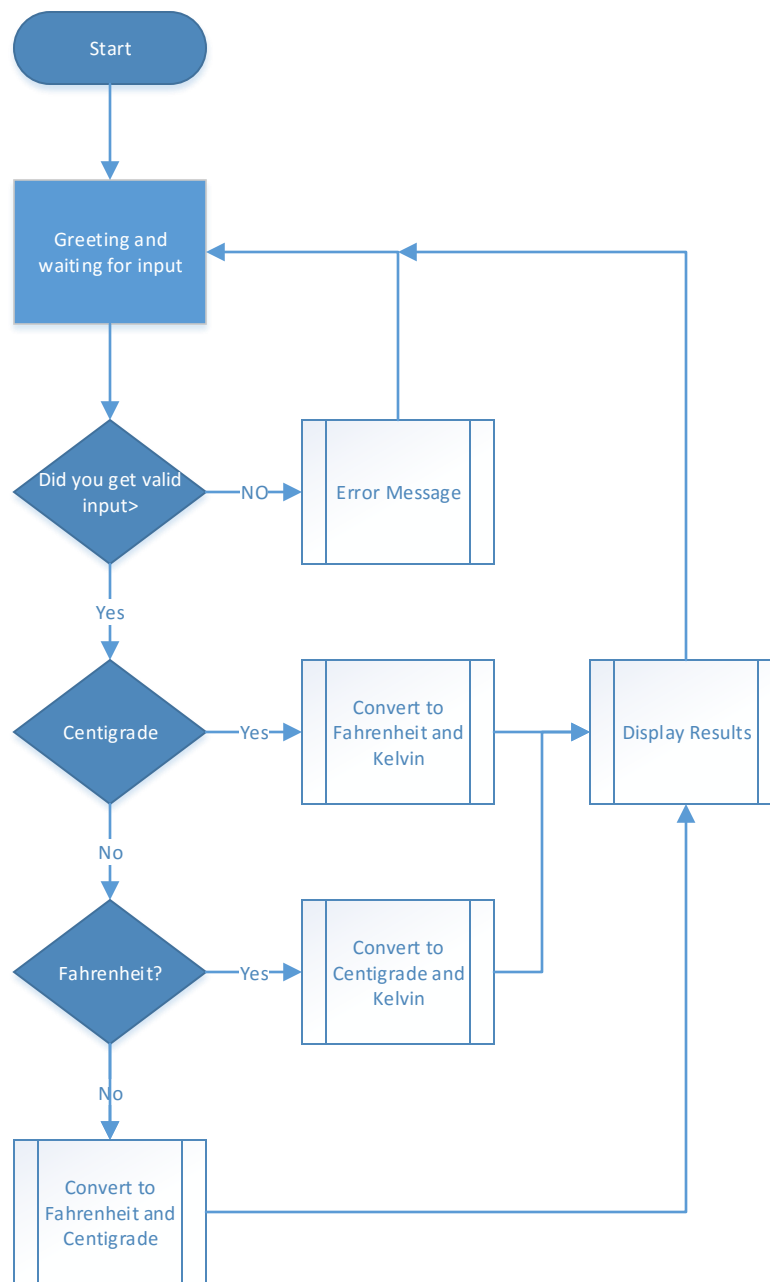 Start
Greeting and
waiting for input
Did you get valid
input>
NO
Error Message
Yes
Centigrade
Yes
Convert to
Fahrenheit and
Kelvin
Display Results
No
Fahrenheit?
Yes
Convert to
Centigrade and
Kelvin
No
Convert to
Fahrenheit and
Centigrade